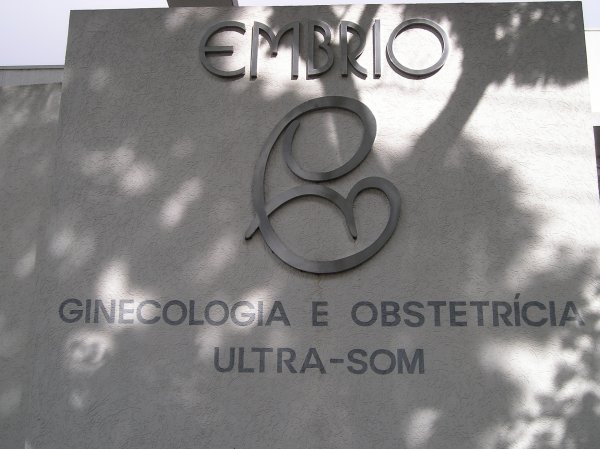 EMBRIO
GINECOLOGIA E OBSTETRÍCIA
ULTRA-SOM